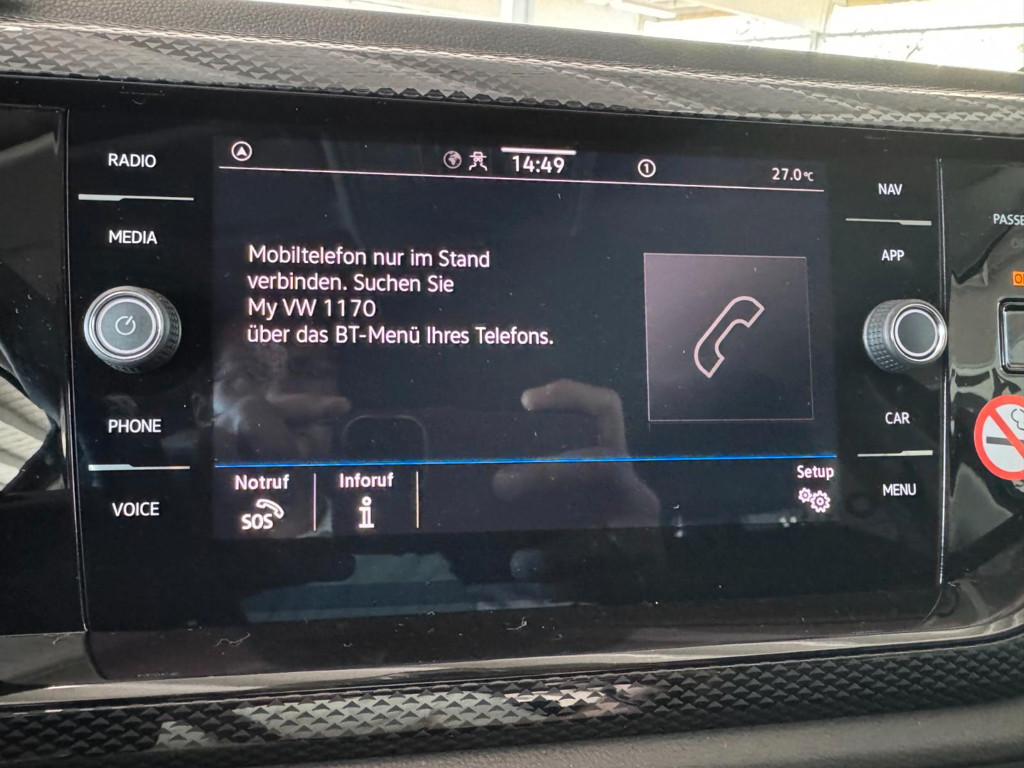 RADIO
MEDIA
PHONE
VOICE
14:49
1
27.0°C
Mobiltelefon nur im Stand
verbinden. Suchen Sie
My VW 1170
über das BT-Menü Ihres Telefons.
Notruf
SOS
Inforuf
Setup
NAV
APP
CAR
MENU